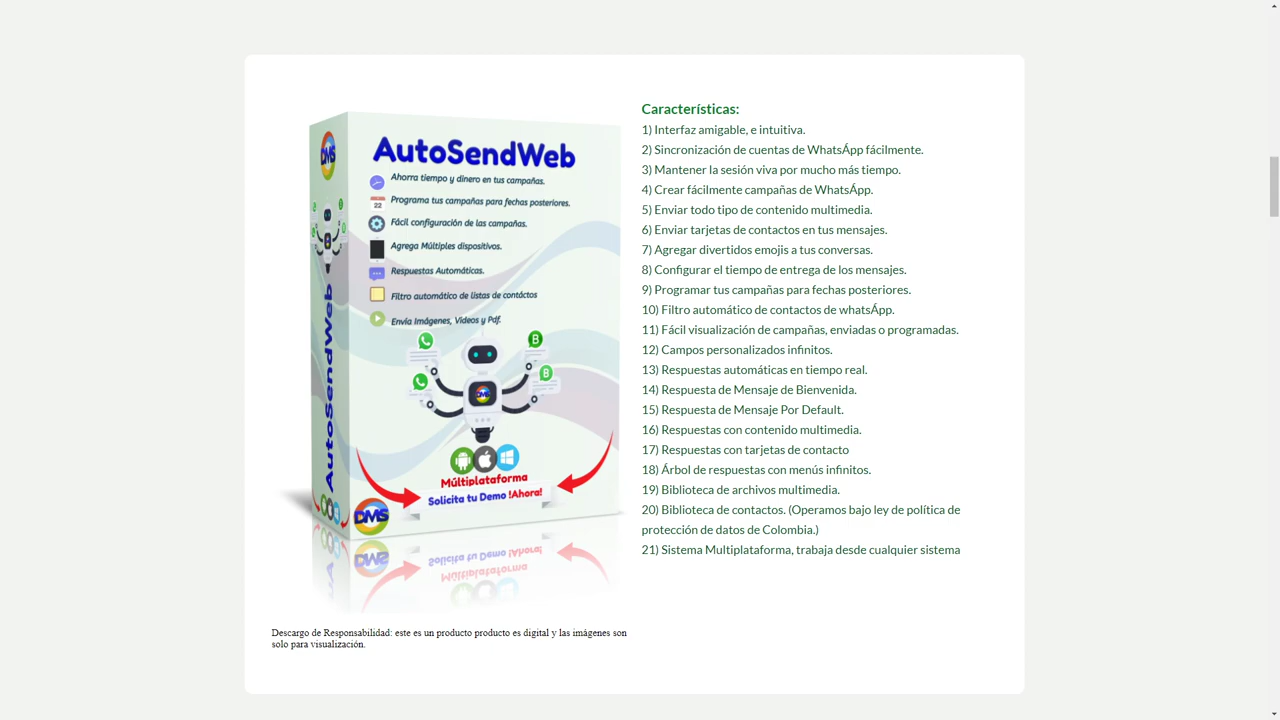 DMS
AutoSendWeb
AutoSendWeb
Ahorra tiempo y dinero en tus campañas.
22
Programa tus campañas para fechas posteriores.
Fácil configuración de las campañas.
Agrega Múltiples dispositivos.
Respuestas Automáticas.
Filtro automático de listas de contáctos
Envía Imágenes, Videos y Pdf.
B
B
DMS
Múltiplataforma
Solicita tu Demo !Ahora!
DMS
Descargo de Responsabilidad: este es un producto producto es digital y las imágenes son
solo para visualización.
Características:
1) Interfaz amigable, e intuitiva.
2) Sincronización de cuentas de WhatsÁpp fácilmente.
3) Mantener la sesión viva por mucho más tiempo.
4) Crear fácilmente campañas de WhatsÁpp.
5) Enviar todo tipo de contenido multimedia.
6) Enviar tarjetas de contactos en tus mensajes.
7) Agregar divertidos emojis a tus conversas.
8) Configurar el tiempo de entrega de los mensajes.
9) Programar tus campañas para fechas posteriores.
10) Filtro automático de contactos de whatsÁpp.
11) Fácil visualización de campañas, enviadas o programadas.
12) Campos personalizados infinitos.
13) Respuestas automáticas en tiempo real.
14) Respuesta de Mensaje de Bienvenida.
15) Respuesta de Mensaje Por Default.
16) Respuestas con contenido multimedia.
17) Respuestas con tarjetas de contacto
18) Árbol de respuestas con menús infinitos.
19) Biblioteca de archivos multimedia.
20) Biblioteca de contactos. (Operamos bajo ley de política de
protección de datos de Colombia.)
21) Sistema Multiplataforma, trabaja desde cualquier sistema